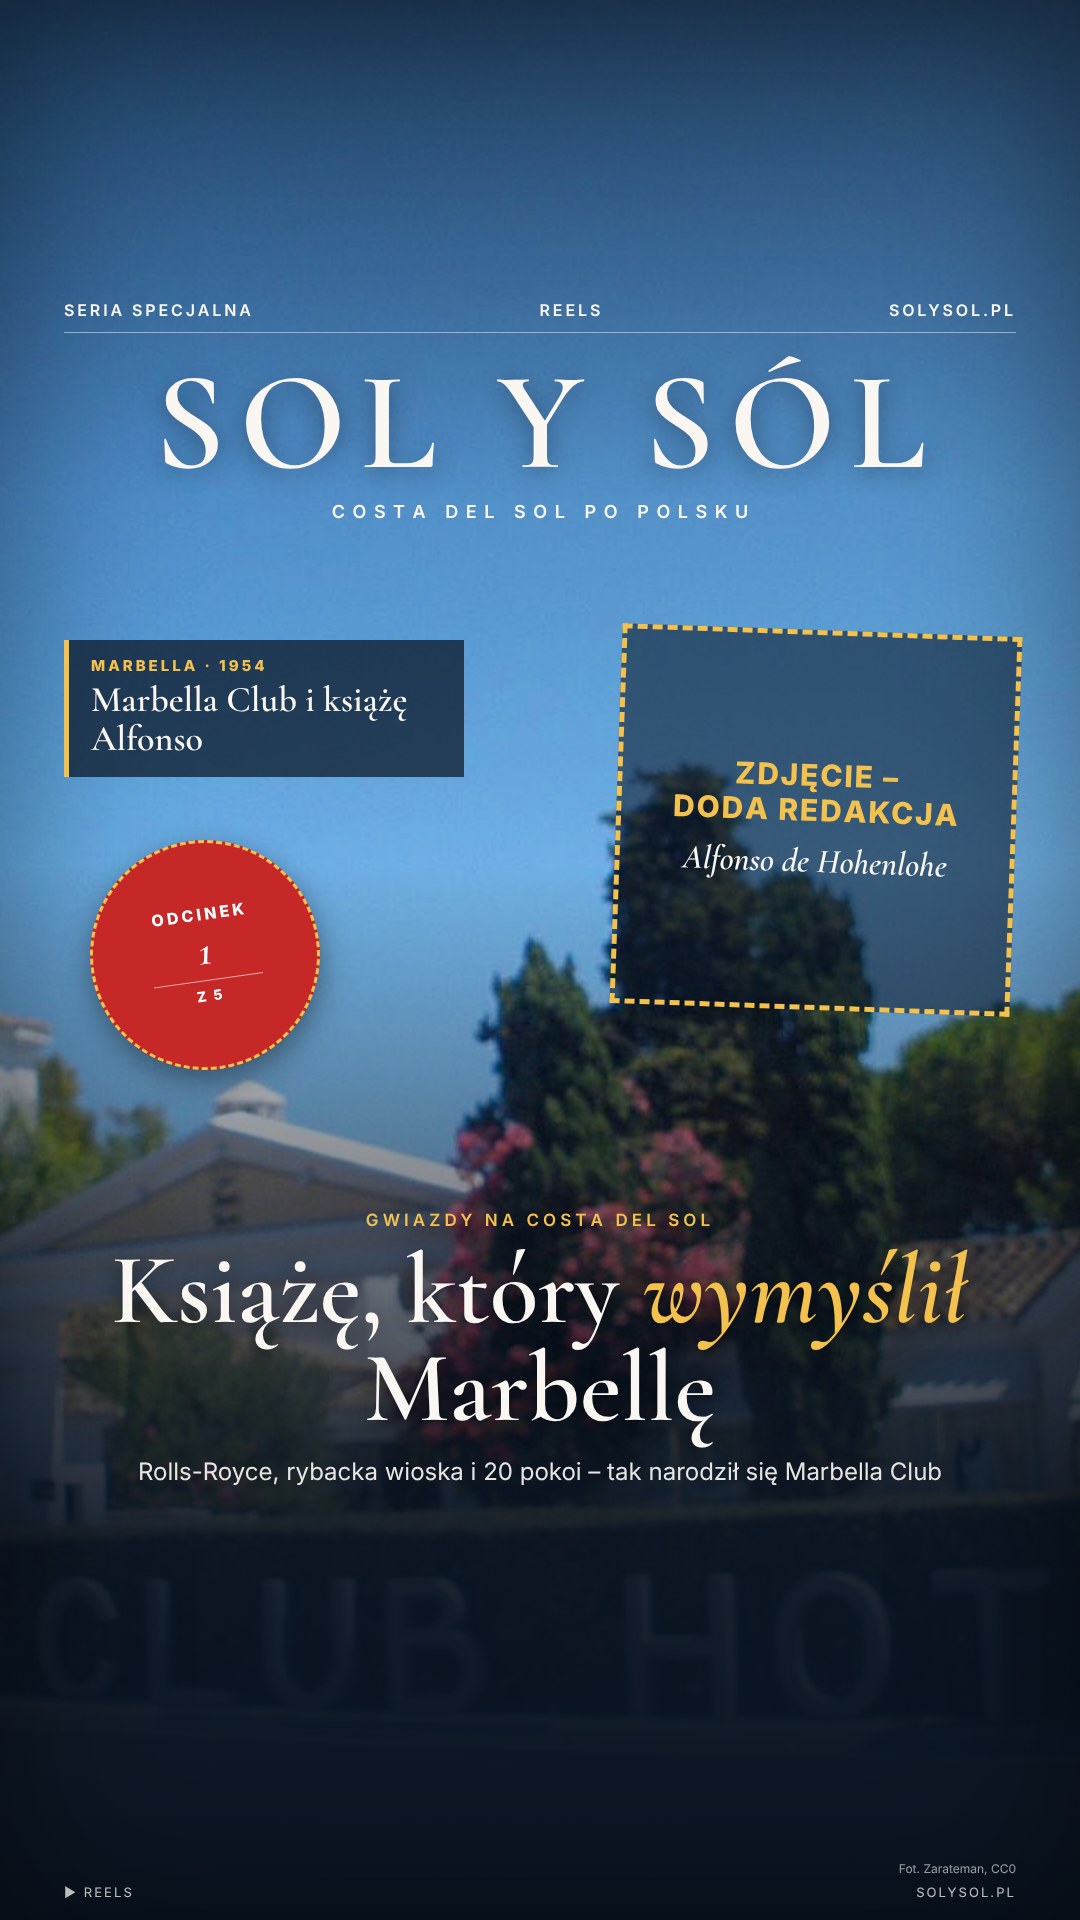 SERIA SPECJALNA
REELS
SOLYSOL.PL
SOL Y SÓL
COSTA DEL SOL PO POLSKU
MARBELLA · 1954
Marbella Club i książę
Alfonso
ZDJĘCIE –
DODA REDAKCJA
Alfonso de Hohenlohe
ODCINEK
1
Z 5
GWIAZDY NA COSTA DEL SOL
Książę, który wymyślił
Marbellę
Rolls-Royce, rybacka wioska i 20 pokoi – tak narodził się Marbella Club
CLUB HOT
Fot. Zarateman, CC0
▶ REELS
SOLYSOL.PL